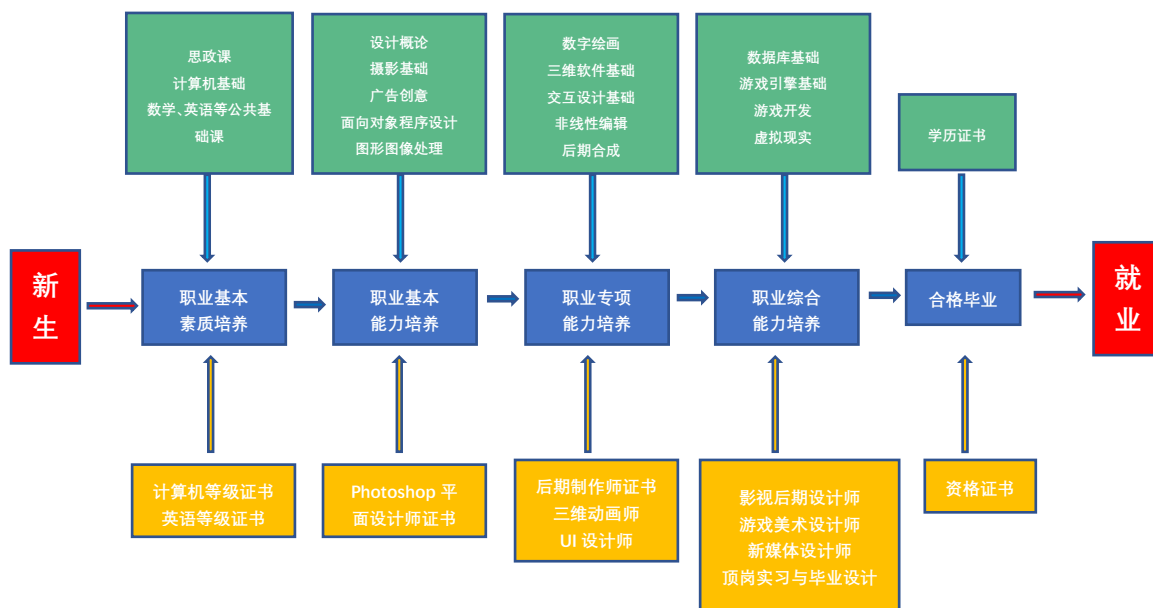 思政课
计算机基础
数学、英语等公共基
础课
设计概论
摄影基础
广告创意
面向对象程序设计
图形图像处理
数字绘画
三维软件基础
交互设计基础
非线性编辑
后期合成
数据库基础
游戏引擎基础
游戏开发
虚拟现实
学历证书
新
生
职业基本
素质培养
职业基本
能力培养
职业专项
能力培养
职业综合
能力培养
合格毕业
就
业
计算机等级证书
英语等级证书
Photoshop 平
面设计师证书
后期制作师证书
三维动画师
UI 设计师
影视后期设计师
游戏美术设计师
新媒体设计师
顶岗实习与毕业设计
资格证书